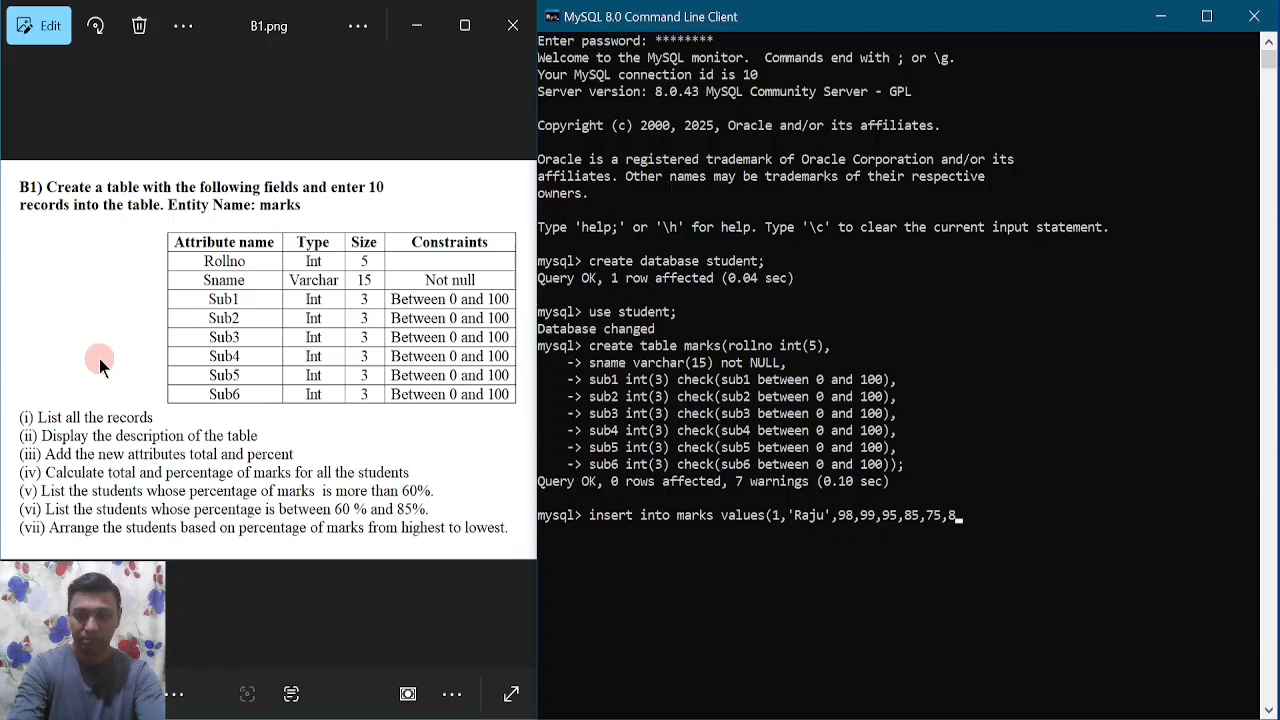 Edit
B1.png
B1) Create a table with the following fields and enter 10
records into the table. Entity Name: marks
Attribute name Type Size Constraints
Rollno Int 5
Sname Varchar 15 Not null
Sub1 Int 3 Between 0 and 100
Sub2 Int 3 Between 0 and 100
Sub3 Int 3 Between 0 and 100
Sub4 Int 3 Between 0 and 100
Sub5 Int 3 Between 0 and 100
Sub6 Int 3 Between 0 and 100
(i) List all the records
(ii) Display the description of the table
(iii) Add the new attributes total and percent
(iv) Calculate total and percentage of marks for all the students
(v) List the students whose percentage of marks is more than 60%.
(vi) List the students whose percentage is between 60 % and 85%.
(vii) Arrange the students based on percentage of marks from highest to lowest.
MySQL 8.0 Command Line Client
Enter password: ********
Welcome to the MySQL monitor.  Commands end with ; or \g.
Your MySQL connection id is 10
Server version: 8.0.43 MySQL Community Server - GPL
Copyright (c) 2000, 2025, Oracle and/or its affiliates.
Oracle is a registered trademark of Oracle Corporation and/or its
affiliates. Other names may be trademarks of their respective
owners.
Type 'help;' or '\h' for help. Type '\c' to clear the current input statement.
mysql> create database student;
Query OK, 1 row affected (0.04 sec)
mysql> use student;
Database changed
mysql> create table marks(rollno int(5),
-> sname varchar(15) not NULL,
-> sub1 int(3) check(sub1 between 0 and 100),
-> sub2 int(3) check(sub2 between 0 and 100),
-> sub3 int(3) check(sub3 between 0 and 100),
-> sub4 int(3) check(sub4 between 0 and 100),
-> sub5 int(3) check(sub5 between 0 and 100),
-> sub6 int(3) check(sub6 between 0 and 100));
Query OK, 0 rows affected, 7 warnings (0.10 sec)
mysql> insert into marks values(1,'Raju',98,99,95,85,75,8